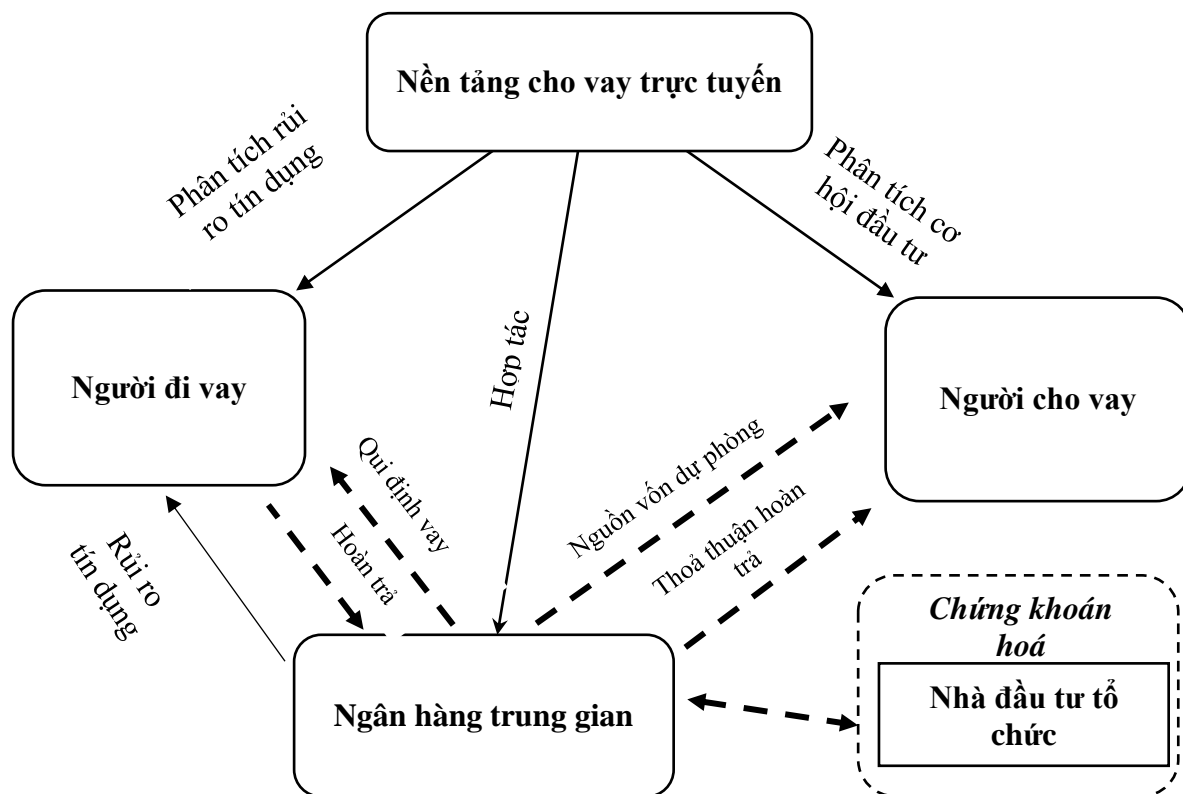 Nền tảng cho vay trực tuyến
Phân tích rủi
ro tín dụng
Phân tích cơ
hội đầu tư
Hợp tác
Người đi vay
Người cho vay
Qui định vay
Hoàn trả
Nguồn vốn dự phòng
Thoả thuận hoàn
trả
Rủi ro
tín dụng
Chứng khoán
hoá
Nhà đầu tư tổ
chức
Ngân hàng trung gian